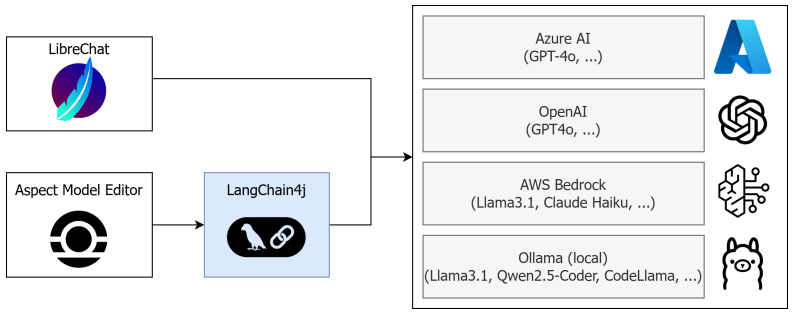 LibreChat
Aspect Model Editor
LangChain4j
Azure AI
(GPT-4o, ...)
OpenAI
(GPT4o, ...)
AWS Bedrock
(Llama3.1, Claude Haiku, ...)
Ollama (local)
(Llama3.1, Qwen2.5-Coder, CodeLlama, ...)